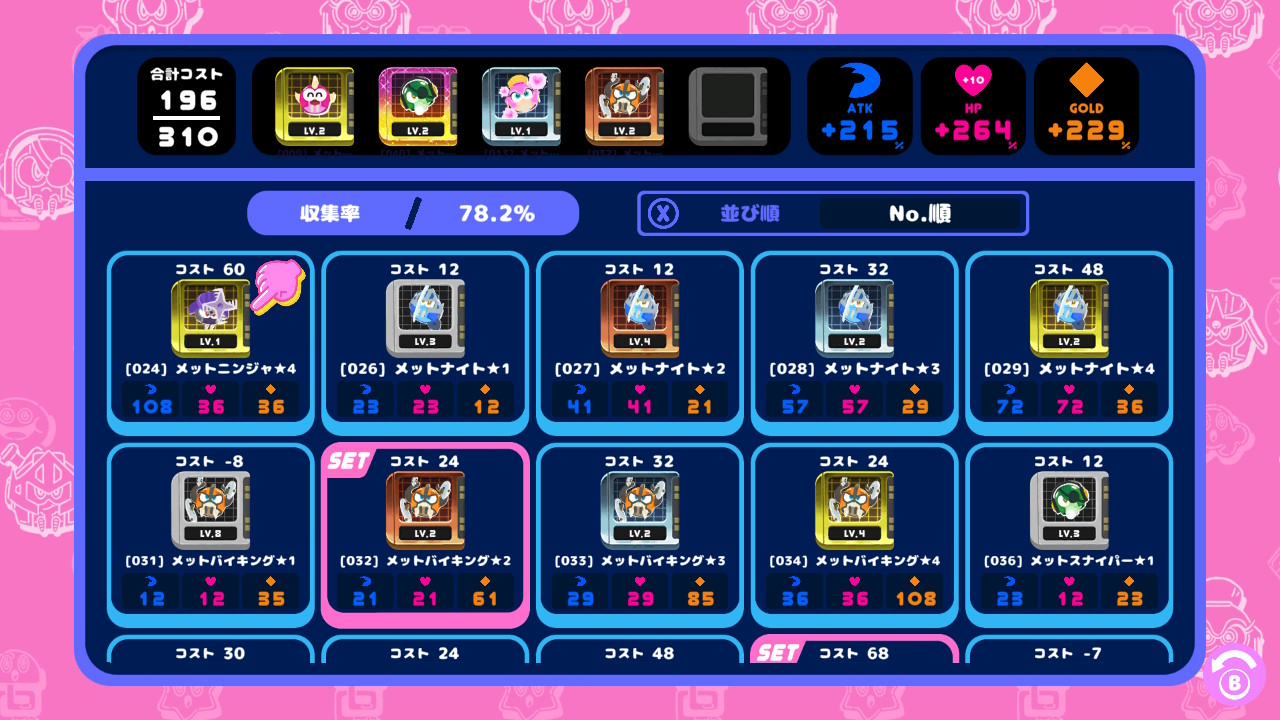 合計コスト
196
310
LV.2
LV.2
LV.1
LV.2
ATK
+215%
+10
HP
+264%
GOLD
+229%
収集率 / 78.2%
X 並び順 No.順
コスト 60
LV.1
[024] メットニンジャ★4
108 36 36
コスト 12
LV.3
[026] メットナイト★1
23 23 12
コスト 12
LV.4
[027] メットナイト★2
41 41 21
コスト 32
LV.2
[028] メットナイト★3
57 57 29
コスト 48
LV.2
[029] メットナイト★4
72 72 36
コスト -8
LV.8
[031] メットバイキング★1
12 12 35
SET
コスト 24
LV.2
[032] メットバイキング★2
21 21 61
コスト 32
LV.2
[033] メットバイキング★3
29 29 85
コスト 24
LV.4
[034] メットバイキング★4
36 36 108
コスト 12
LV.3
[036] メットスナイパー★1
23 12 23
コスト 30
コスト 24
コスト 48
SET
コスト 68
コスト -7
B